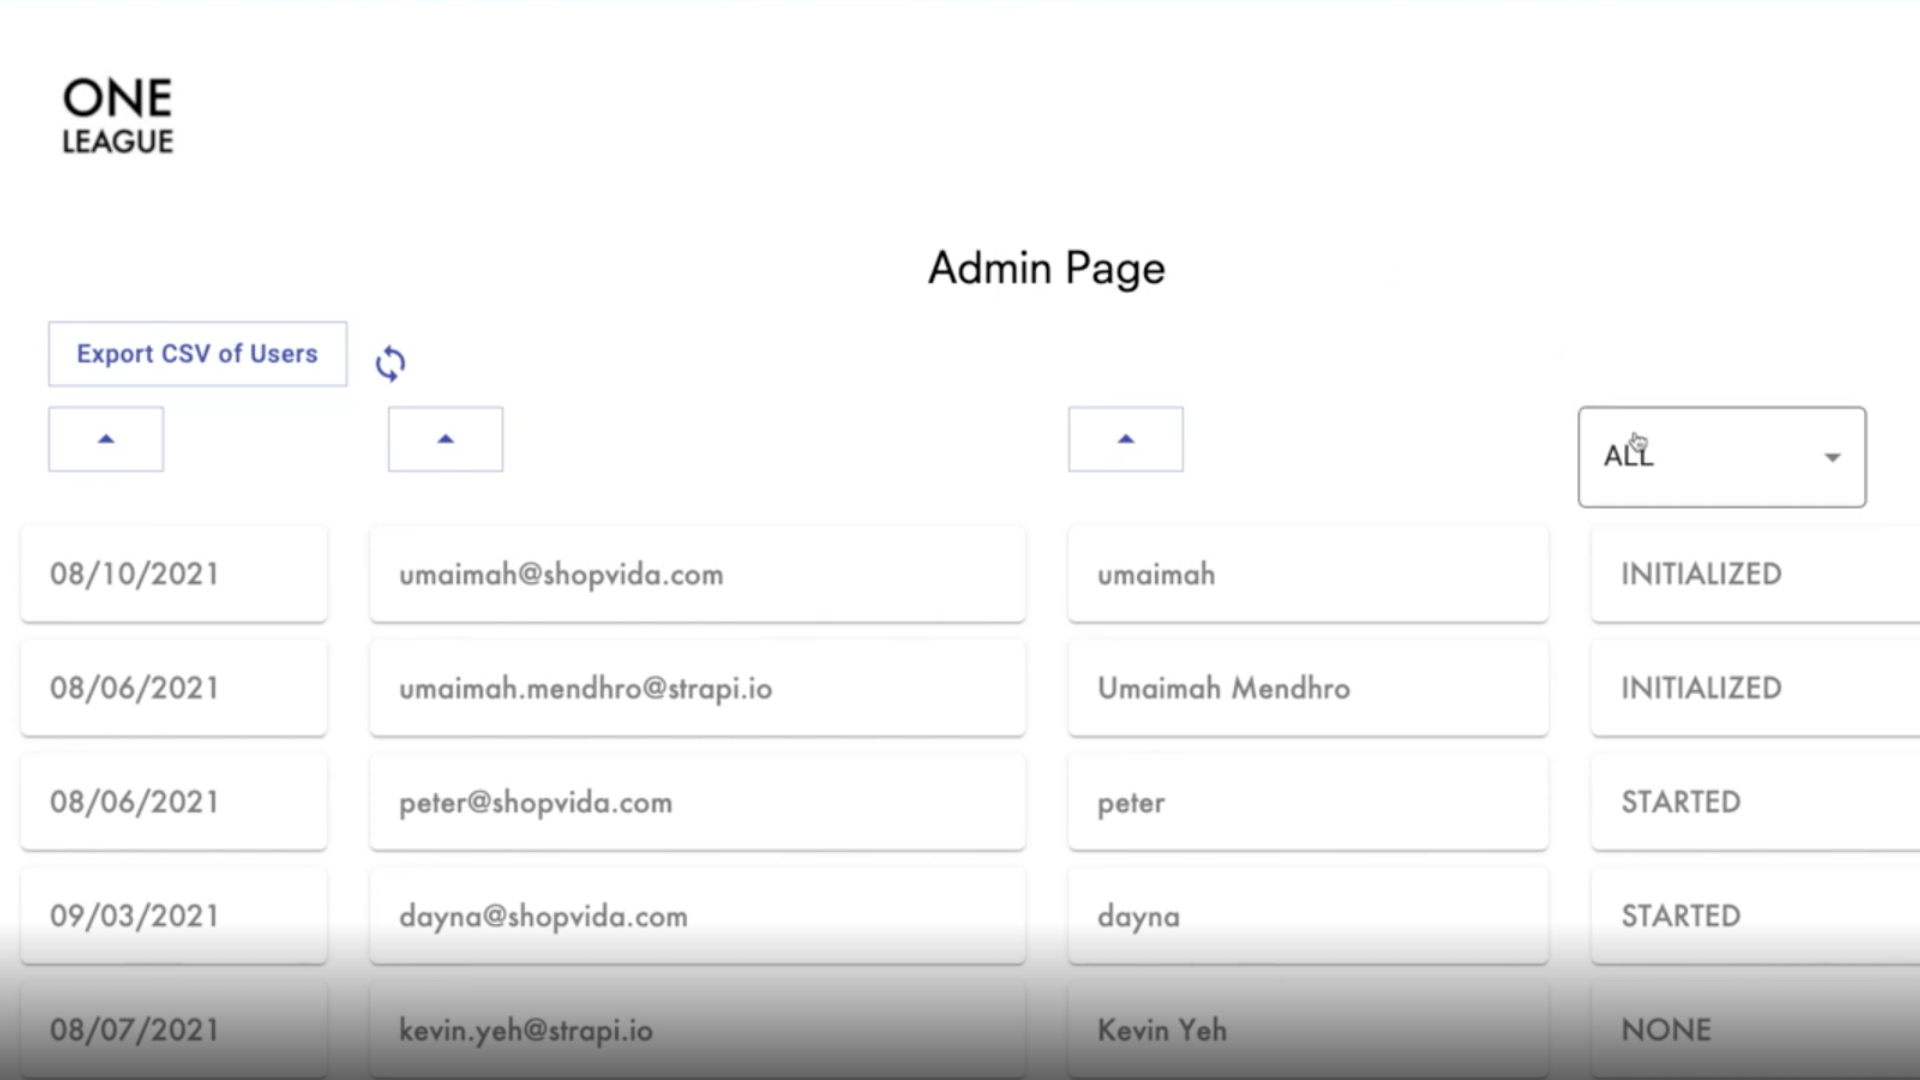 ONE
LEAGUE
Admin Page
Export CSV of Users
ALL
08/10/2021 umaimah@shopvida.com umaimah INITIALIZED
08/06/2021 umaimah.mendhro@strapi.io Umaimah Mendhro INITIALIZED
08/06/2021 peter@shopvida.com peter STARTED
09/03/2021 dayna@shopvida.com dayna STARTED
08/07/2021 kevin.yeh@strapi.io Kevin Yeh NONE